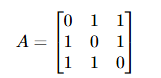 A = [0 1 1
1 0 1
1 1 0]